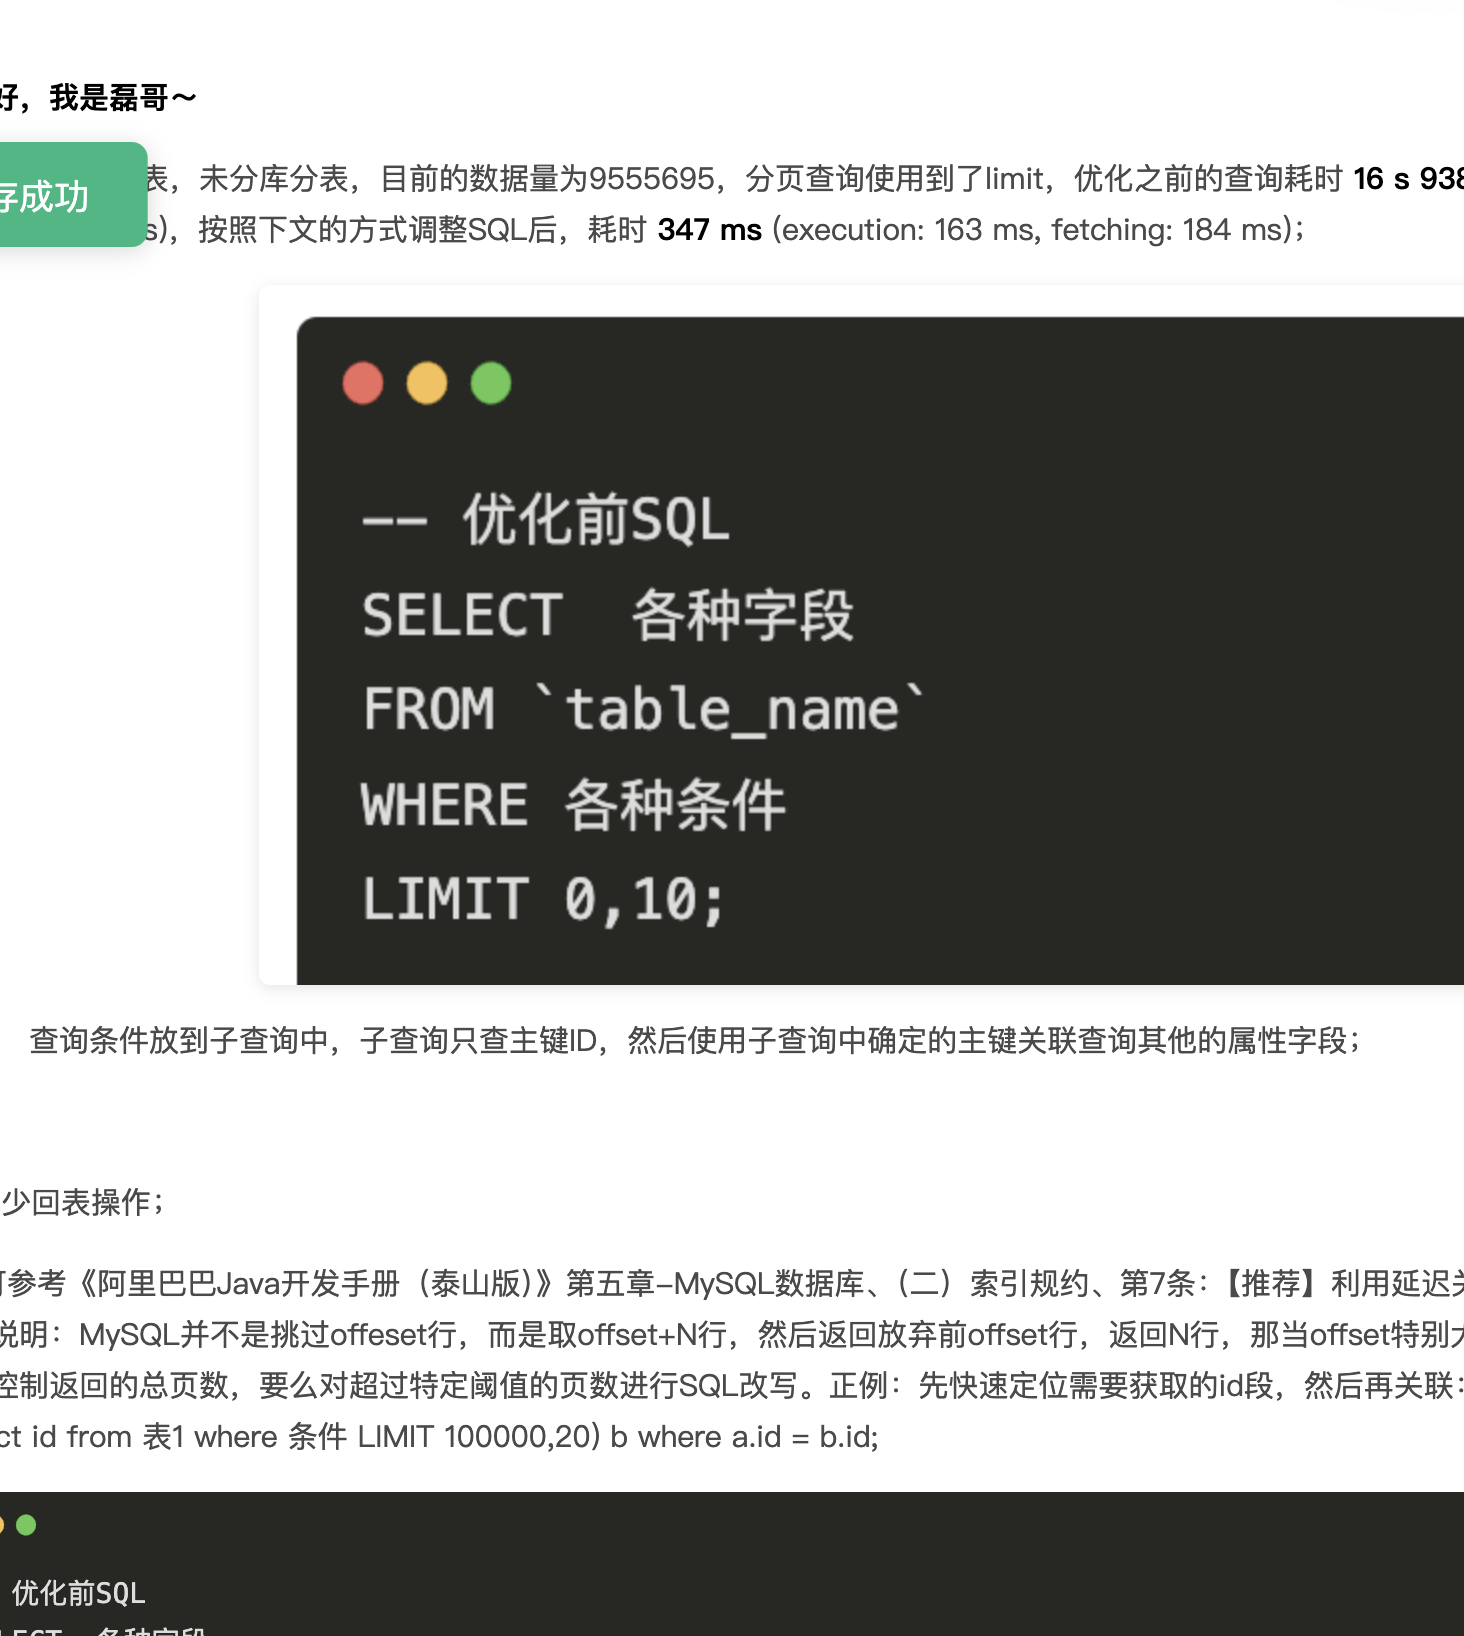 好，我是磊哥～
表，未分库分表，目前的数据量为9555695，分页查询使用到了limit，优化之前的查询耗时 16 s 938
存成功
s)，按照下文的方式调整SQL后，耗时 347 ms (execution: 163 ms, fetching: 184 ms)；
-- 优化前SQL
SELECT  各种字段
FROM `table_name`
WHERE 各种条件
LIMIT 0,10;
查询条件放到子查询中，子查询只查主键ID，然后使用子查询中确定的主键关联查询其他的属性字段；
少回表操作；
可参考《阿里巴巴Java开发手册（泰山版）》第五章-MySQL数据库、（二）索引规约、第7条：【推荐】利用延迟关
说明：MySQL并不是挑过offeset行，而是取offset+N行，然后返回放弃前offset行，返回N行，那当offset特别大
控制返回的总页数，要么对超过特定阈值的页数进行SQL改写。正例：先快速定位需要获取的id段，然后再关联：
ct id from 表1 where 条件 LIMIT 100000,20) b where a.id = b.id;
优化前SQL
LECT  各种字段